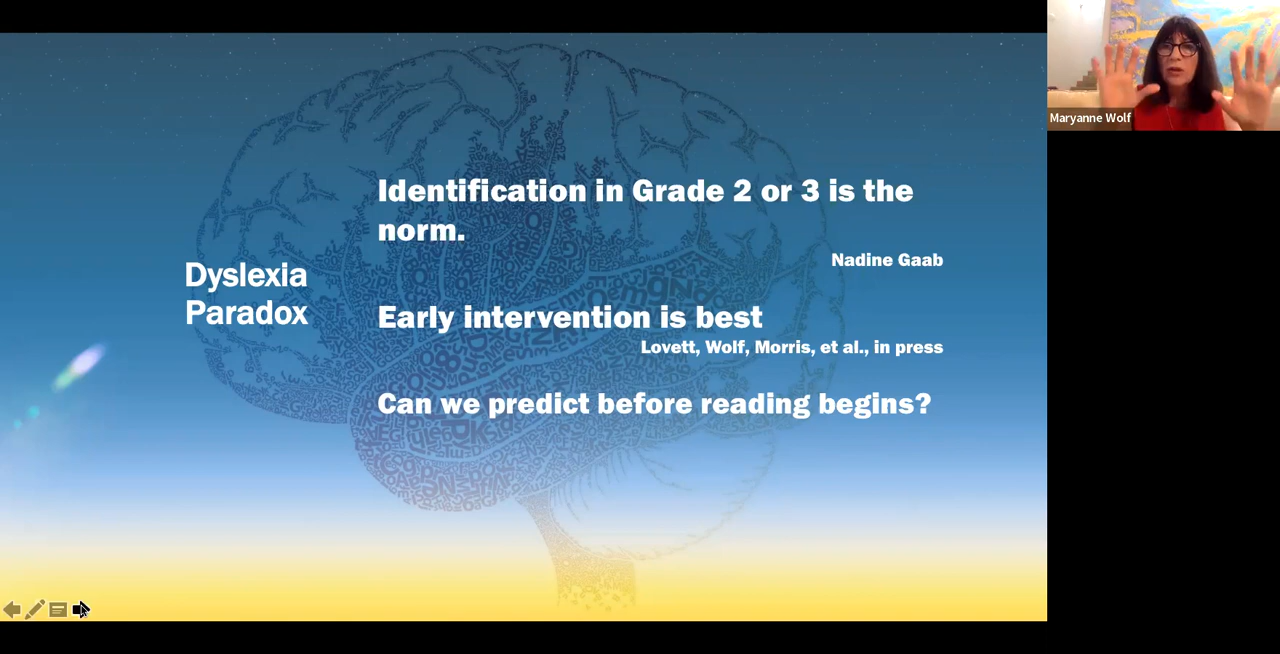 Dyslexia
Paradox
Identification in Grade 2 or 3 is the
norm.
Nadine Gaab
Early intervention is best
Lovett, Wolf, Morris, et al., in press
Can we predict before reading begins?
Maryanne Wolf